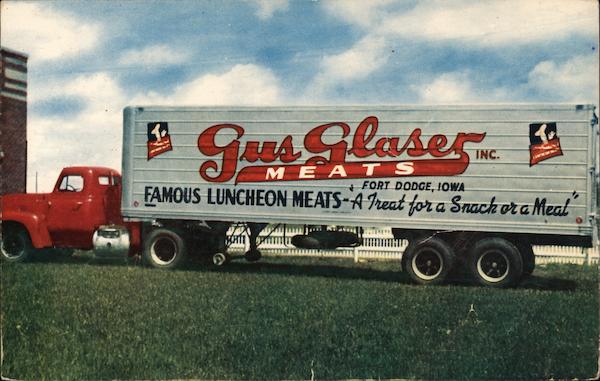 Gus Glaser INC.
MEATS
FORT DODGE, IOWA
FAMOUS LUNCHEON MEATS - "A Treat for a Snack or a Meal"